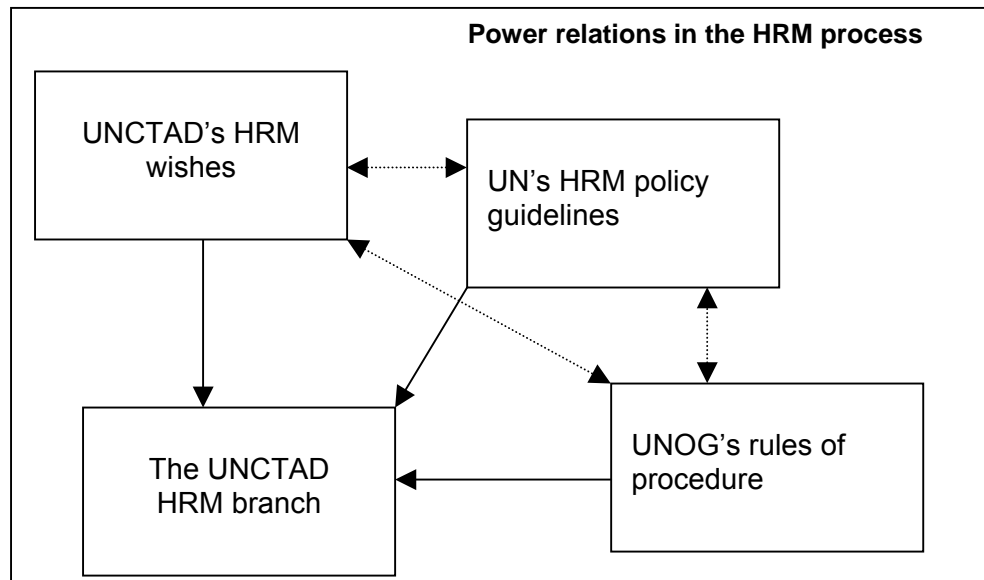 Power relations in the HRM process
UNCTAD’s HRM
wishes
UN’s HRM policy
guidelines
The UNCTAD
HRM branch
UNOG’s rules of
procedure